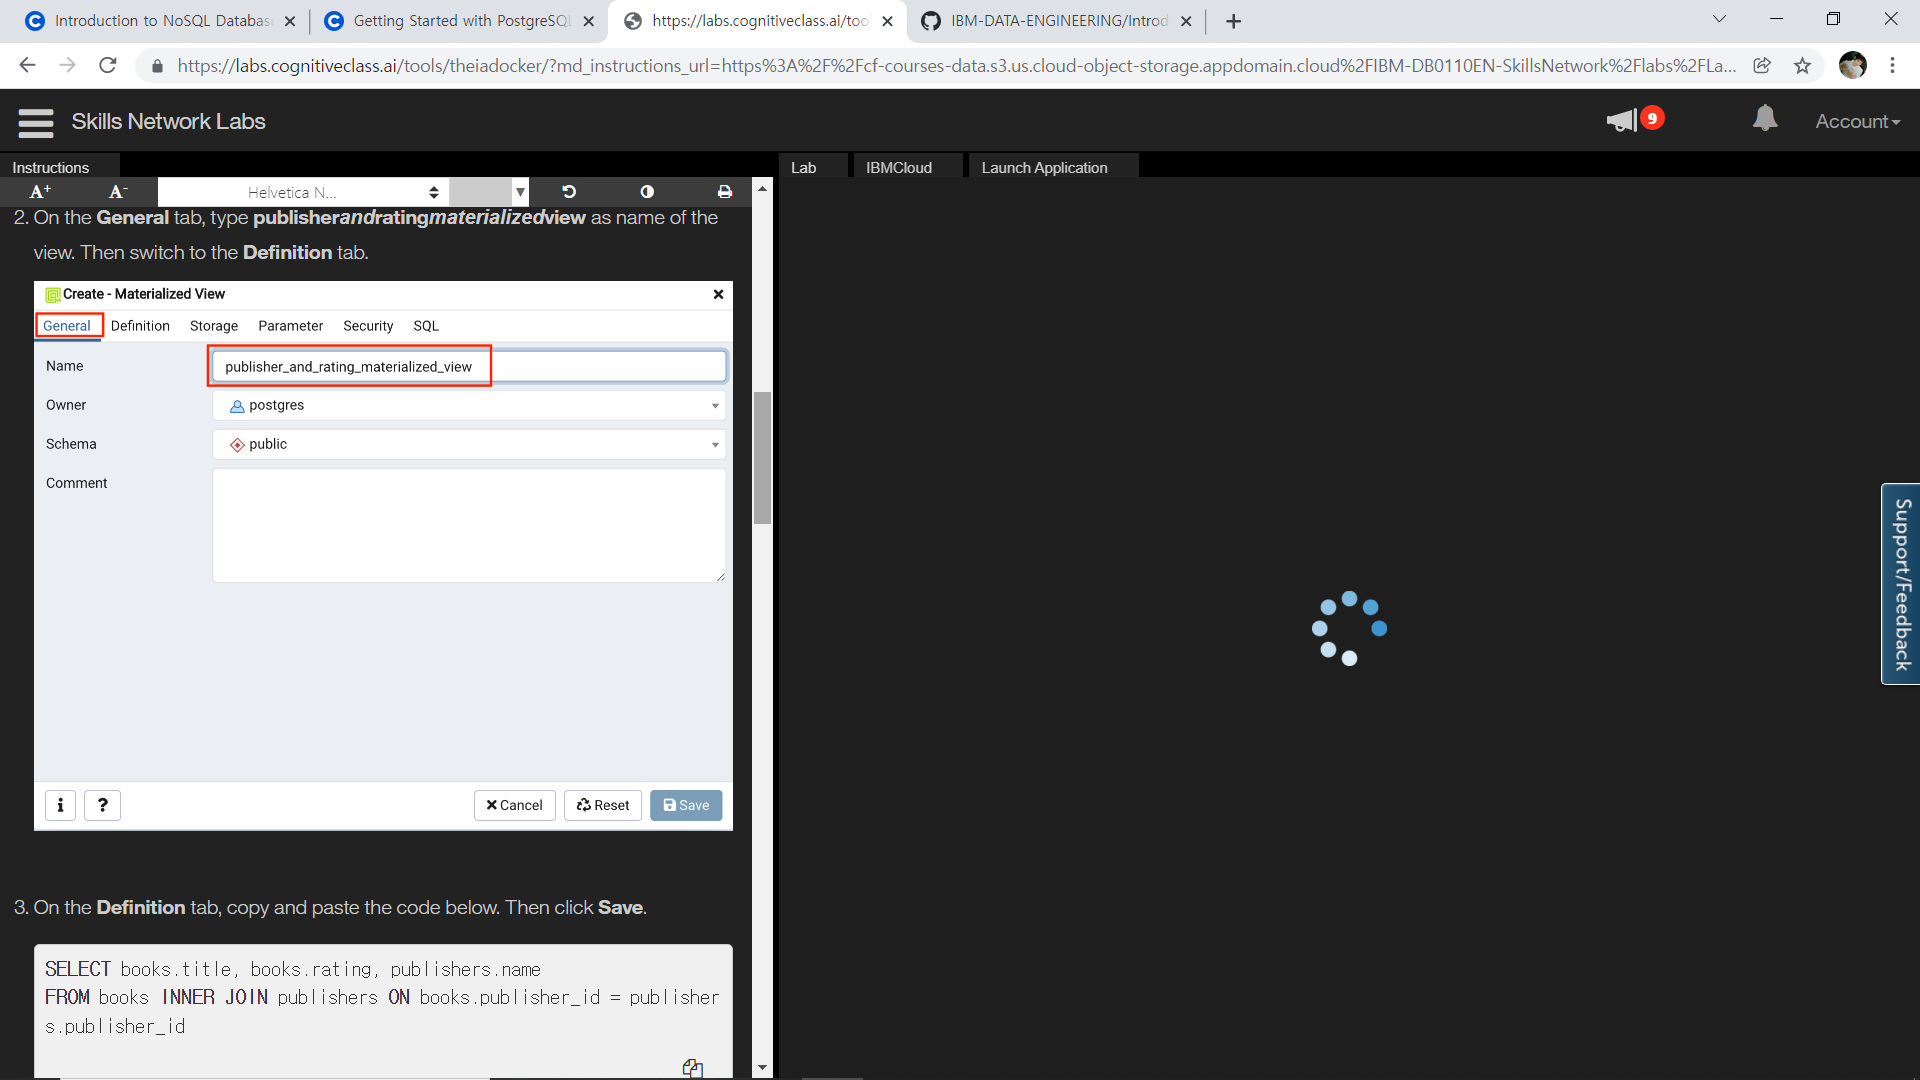 Introduction to NoSQL Databas
Getting Started with PostgreSQL
https://labs.cognitiveclass.ai/tool
IBM-DATA-ENGINEERING/Introd
https://labs.cognitiveclass.ai/tools/theiadocker/?md_instructions_url=https%3A%2F%2Fcf-courses-data.s3.us.cloud-object-storage.appdomain.cloud%2FIBM-DB0110EN-SkillsNetwork%2Flabs%2FLa...
Skills Network Labs
9
Account
Instructions
Lab
IBMCloud
Launch Application
A+
A-
Helvetica N...
2. On the General tab, type publisherandratingmaterializedview as name of the
view. Then switch to the Definition tab.
Create - Materialized View
General
Definition
Storage
Parameter
Security
SQL
Name
publisher_and_rating_materialized_view
Owner
postgres
Schema
public
Comment
i
?
Cancel
Reset
Save
3. On the Definition tab, copy and paste the code below. Then click Save.
SELECT books.title, books.rating, publishers.name
FROM books INNER JOIN publishers ON books.publisher_id = publisher
s.publisher_id
Support/Feedback